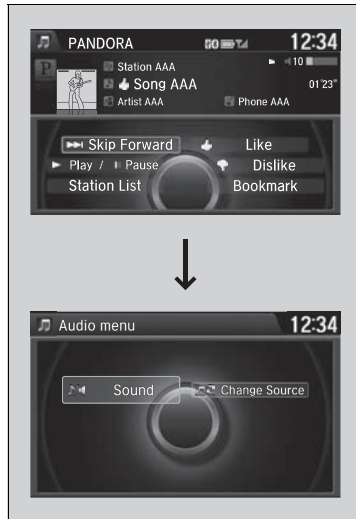 PANDORA 12:34
P
Station AAA
10
Song AAA 01'23"
Artist AAA Phone AAA
Skip Forward Like
Play / Pause Dislike
Station List Bookmark
Audio menu 12:34
Sound Change Source